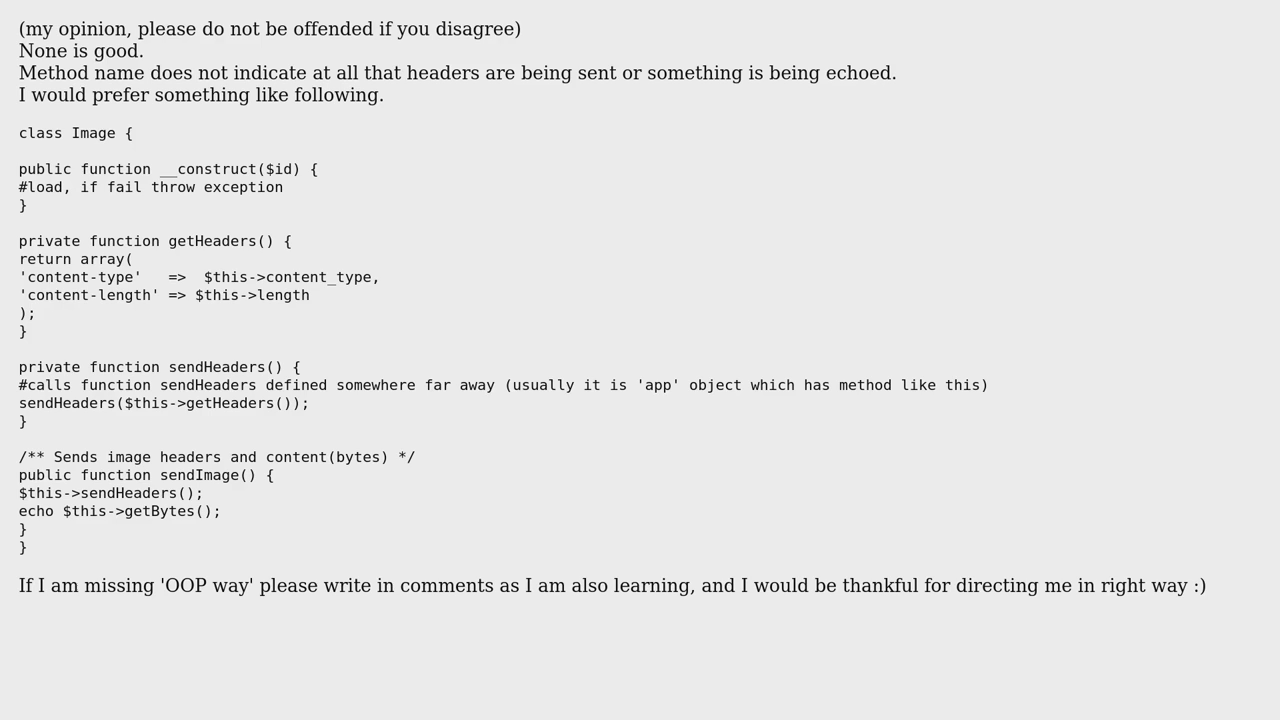 (my opinion, please do not be offended if you disagree)
None is good.
Method name does not indicate at all that headers are being sent or something is being echoed.
I would prefer something like following.
class Image {
public function __construct($id) {
#load, if fail throw exception
}
private function getHeaders() {
return array(
'content-type'   =>  $this->content_type,
'content-length' => $this->length
);
}
private function sendHeaders() {
#calls function sendHeaders defined somewhere far away (usually it is 'app' object which has method like this)
sendHeaders($this->getHeaders());
}
/** Sends image headers and content(bytes) */
public function sendImage() {
$this->sendHeaders();
echo $this->getBytes();
}
}
If I am missing 'OOP way' please write in comments as I am also learning, and I would be thankful for directing me in right way :)